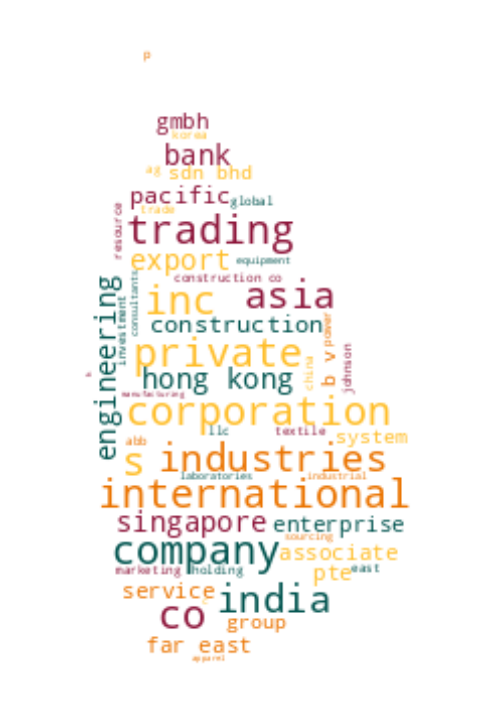 p
gmbh
korea
bank
ag sdn bhd
pacific global
trade
resource
trading
export equipment
construction co
consultants
inc asia
investment
engineering
construction
power
private
b v
china
johnson
hong kong
manufacturing
corporation
llc textile system
abb
s industries
laboratories industrial
international
singapore enterprise
sourcing
company associate
marketing holding pte east
service india
co group
far east
apparel